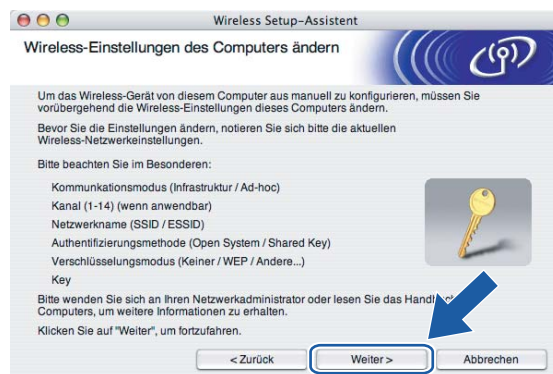 Wireless Setup-Assistent
Wireless-Einstellungen des Computers ändern
Um das Wireless-Gerät von diesem Computer aus manuell zu konfigurieren, müssen Sie
vorübergehend die Wireless-Einstellungen dieses Computers ändern.
Bevor Sie die Einstellungen ändern, notieren Sie sich bitte die aktuellen
Wireless-Netzwerkeinstellungen.
Bitte beachten Sie im Besonderen:
Kommunkationsmodus (Infrastruktur / Ad-hoc)
Kanal (1-14) (wenn anwendbar)
Netzwerkname (SSID / ESSID)
Authentifizierungsmethode (Open System / Shared Key)
Verschlüsselungsmodus (Keiner / WEP / Andere...)
Key
Bitte wenden Sie sich an Ihren Netzwerkadministrator oder lesen Sie das
Computers, um weitere Informationen zu erhalten.
Klicken Sie auf "Weiter", um fortzufahren.
< Zurück
Weiter >
Abbrechen